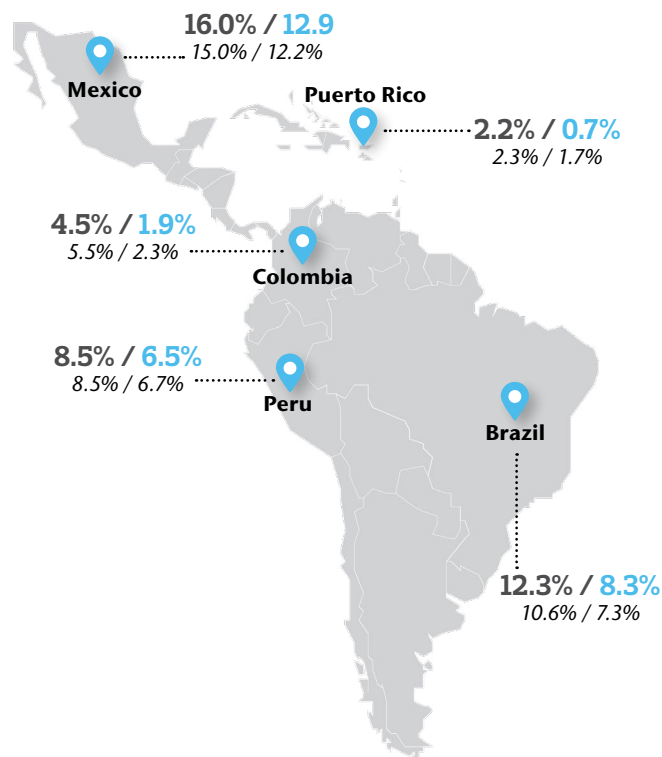 16.0% / 12.9
15.0% / 12.2%
Mexico
Puerto Rico
2.2% / 0.7%
2.3% / 1.7%
4.5% / 1.9%
5.5% / 2.3%
Colombia
8.5% / 6.5%
8.5% / 6.7%
Peru
Brazil
12.3% / 8.3%
10.6% / 7.3%